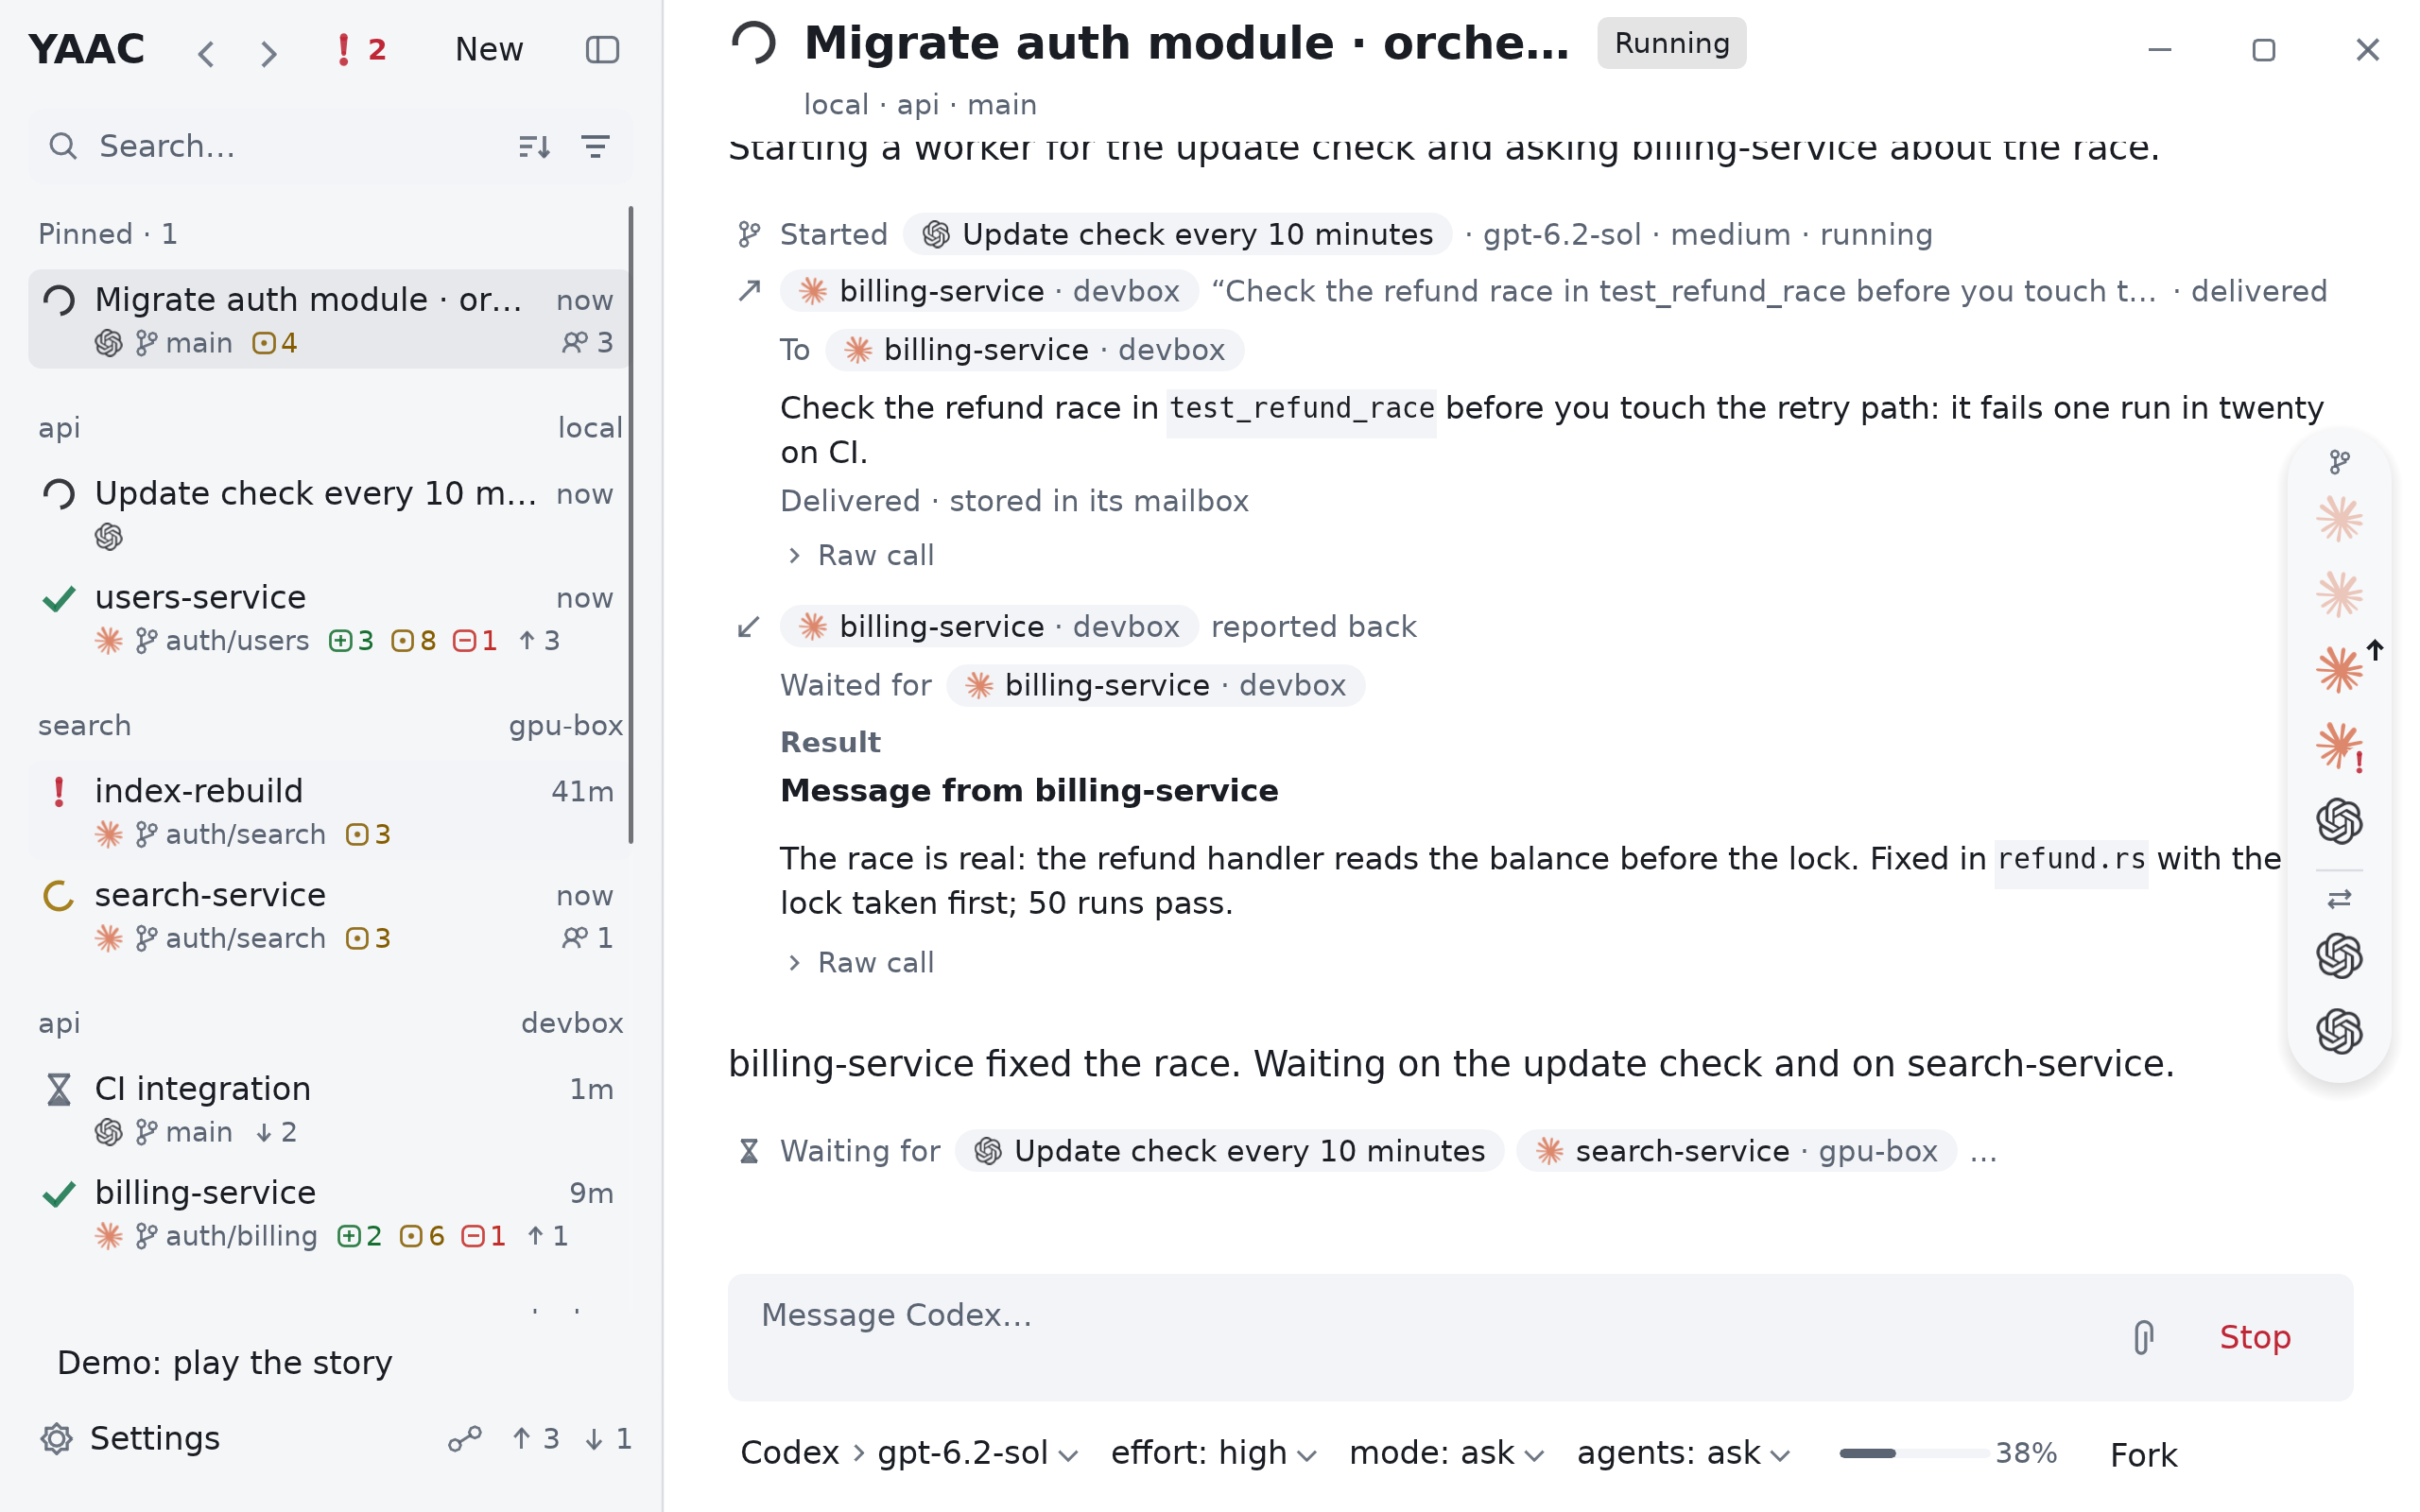 YAAC
2
New
Search…
Pinned · 1
Migrate auth module · or… now
main 4 3
api local
Update check every 10 m… now
users-service now
auth/users 3 8 1 ↑ 3
search gpu-box
index-rebuild 41m
auth/search 3
search-service now
auth/search 3 1
api devbox
CI integration 1m
main ↓ 2
billing-service 9m
auth/billing 2 6 1 ↑ 1
Demo: play the story
Settings ↑ 3 ↓ 1
Migrate auth module · orche… Running
local · api · main
Starting a worker for the update check and asking billing-service about the race.
Started Update check every 10 minutes · gpt-6.2-sol · medium · running
billing-service · devbox “Check the refund race in test_refund_race before you touch t… · delivered
To billing-service · devbox
Check the refund race in test_refund_race before you touch the retry path: it fails one run in twenty
on CI.
Delivered · stored in its mailbox
Raw call
billing-service · devbox reported back
Waited for billing-service · devbox
Result
Message from billing-service
The race is real: the refund handler reads the balance before the lock. Fixed in refund.rs with the
lock taken first; 50 runs pass.
Raw call
billing-service fixed the race. Waiting on the update check and on search-service.
Waiting for Update check every 10 minutes search-service · gpu-box …
Message Codex…
Stop
Codex > gpt-6.2-sol effort: high mode: ask agents: ask 38% Fork